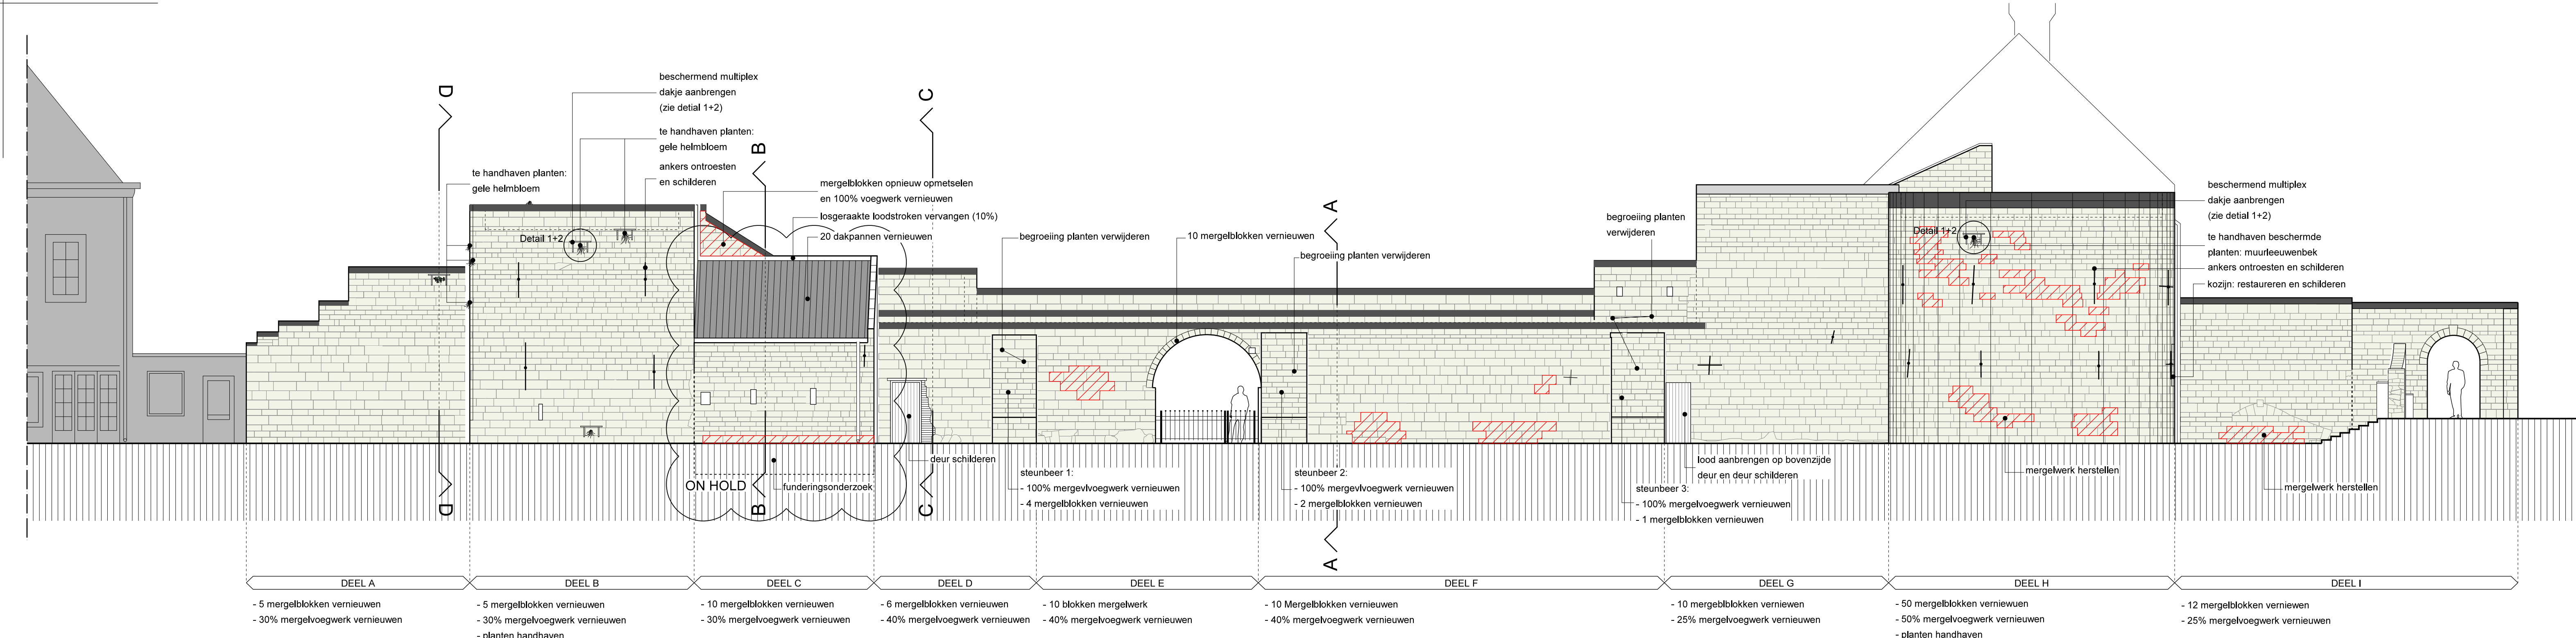 beschermend multiplex
dakje aanbrengen
(zie detial 1+2)
te handhaven planten:
gele helmbloem
ankers ontroesten
en schilderen
te handhaven planten:
gele helmbloem
Detail 1+2
D
B
C
mergelblokken opnieuw opmetselen
en 100% voegwerk vernieuwen
losgeraakte loodstroken vervangen (10%)
20 dakpannen vernieuwen
begroeiing planten verwijderen
10 mergelblokken vernieuwen
begroeiing planten verwijderen
A
begroeiing planten
verwijderen
Detail 1+2
beschermend multiplex
dakje aanbrengen
(zie detial 1+2)
te handhaven beschermde
planten: muurleeuwenbek
ankers ontroesten en schilderen
kozijn: restaureren en schilderen
D
ON HOLD
B
funderingsonderzoek
C
deur schilderen
steunbeer 1:
- 100% mergevlvoegwerk vernieuwen
- 4 mergelblokken vernieuwen
steunbeer 2:
- 100% mergevlvoegwerk vernieuwen
- 2 mergelblokken vernieuwen
A
steunbeer 3:
- 100% mergelvoegwerk vernieuwen
- 1 mergelblokken vernieuwen
lood aanbrengen op bovenzijde
deur en deur schilderen
mergelwerk herstellen
mergelwerk herstellen
DEEL A
DEEL B
DEEL C
DEEL D
DEEL E
DEEL F
DEEL G
DEEL H
DEEL I
- 5 mergelblokken vernieuwen
- 30% mergelvoegwerk vernieuwen
- 5 mergelblokken vernieuwen
- 30% mergelvoegwerk vernieuwen
- planten handhaven
- 10 mergelblokken vernieuwen
- 30% mergelvoegwerk vernieuwen
- 6 mergelblokken vernieuwen
- 40% mergelvoegwerk vernieuwen
- 10 blokken mergelwerk
- 40% mergelvoegwerk vernieuwen
- 10 Mergelblokken vernieuwen
- 40% mergelvoegwerk vernieuwen
- 10 mergeblblokken verniewen
- 25% mergelvoegwerk vernieuwen
- 50 mergelblokken verniewuen
- 50% mergelvoegwerk vernieuwen
- planten handhaven
- 12 mergelblokken verniewen
- 25% mergelvoegwerk vernieuwen